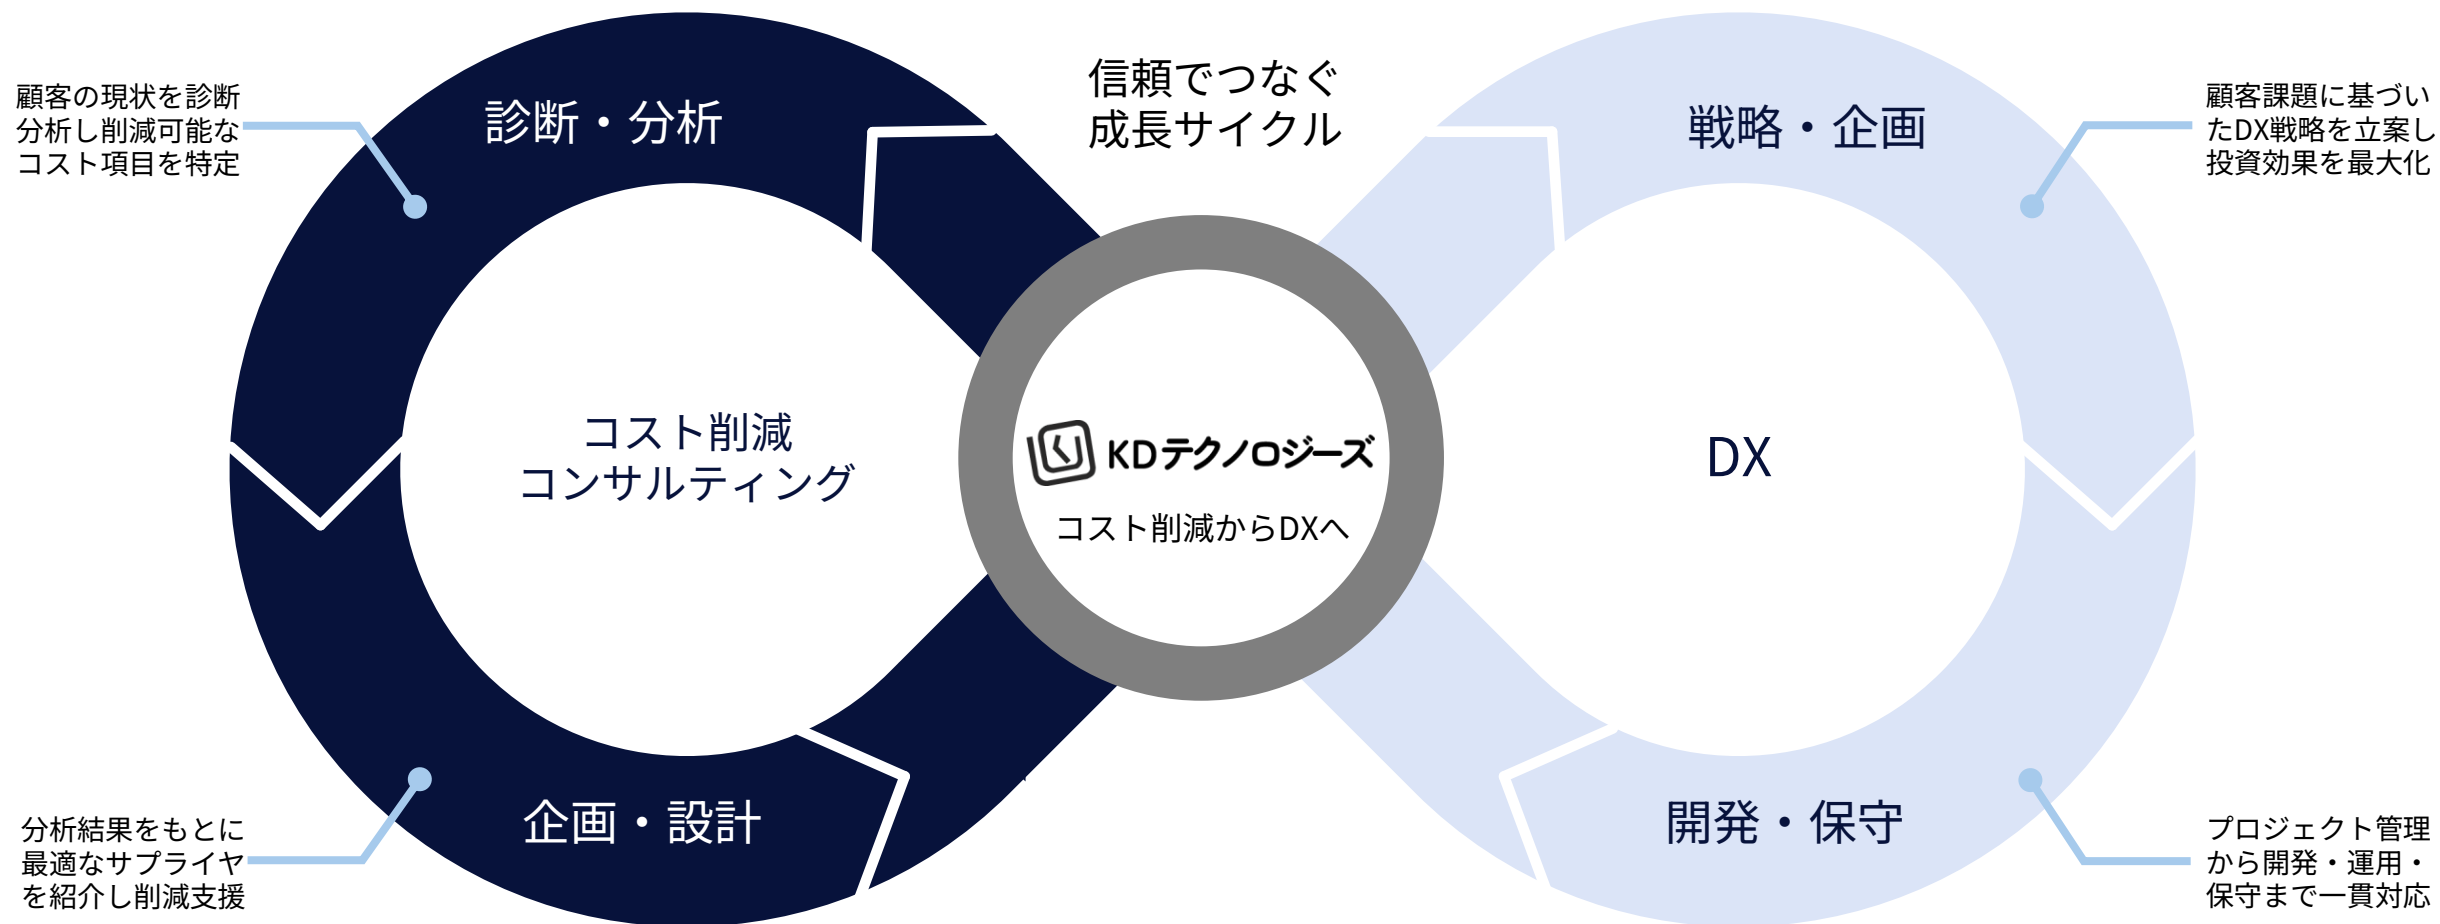 信頼でつなぐ
成長サイクル
顧客の現状を診断
分析し削減可能な
コスト項目を特定
診断・分析
戦略・企画
顧客課題に基づい
たDX戦略を立案し
投資効果を最大化
コスト削減
コンサルティング
KDテクノロジーズ
コスト削減からDXへ
DX
分析結果をもとに
最適なサプライヤ
を紹介し削減支援
企画・設計
開発・保守
プロジェクト管理
から開発・運用・
保守まで一貫対応